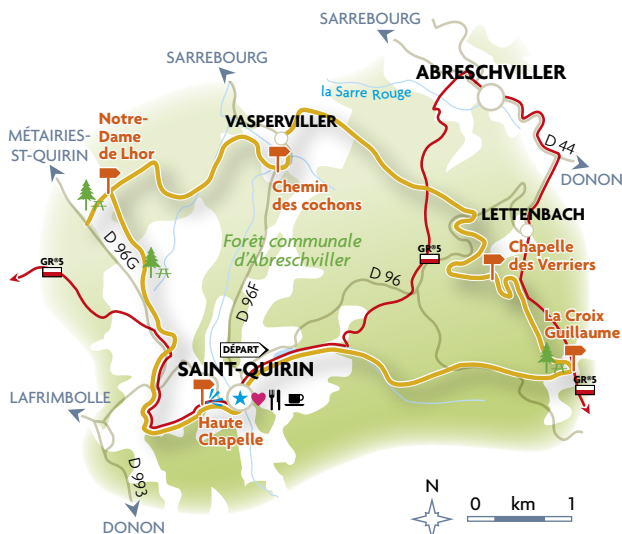 SARREBOURG
SARREBOURG
ABRESCHVILLER
la Sarre Rouge
Notre-
Dame
de Lhor
VASPERVILLER
MÉTAIRIES-
ST-QUIRIN
D 44
DONON
Chemin
des cochons
LETTENBACH
Forêt communale
d'Abreschviller
Chapelle
des Verriers
GR®5
D 96G
GR®5
D 96
D 96F
La Croix
Guillaume
DÉPART
SAINT-QUIRIN
GR®5
LAFRIMBOLLE
Haute
Chapelle
D 993
DONON
N
0 km 1